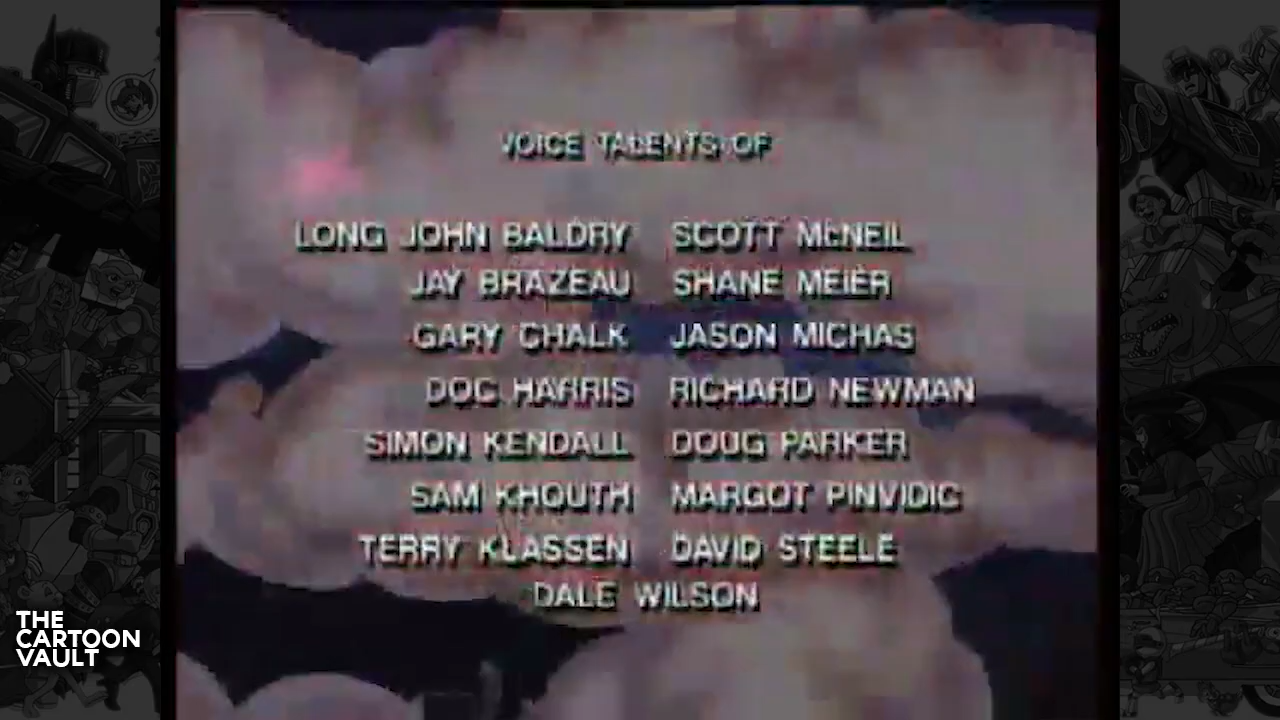 VOICE TALENTS OF
LONG JOHN BALDRY SCOTT McNEIL
JAY BRAZEAU SHANE MEIER
GARY CHALK JASON MICHAS
DOC HARRIS RICHARD NEWMAN
SIMON KENDALL DOUG PARKER
SAM KHOUTH MARGOT PINVIDIC
TERRY KLASSEN DAVID STEELE
DALE WILSON
THE
CARTOON
VAULT